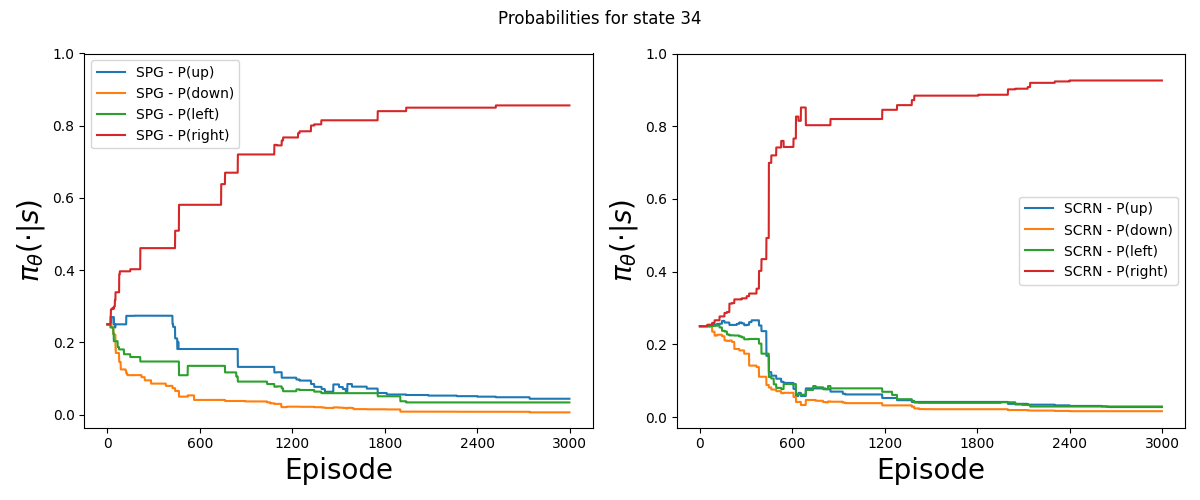 Probabilities for state 34
1.0
0.8
0.6
0.4
0.2
0.0
π_θ(·|s)
SPG - P(up)
SPG - P(down)
SPG - P(left)
SPG - P(right)
0 600 1200 1800 2400 3000
Episode
1.0
0.8
0.6
0.4
0.2
0.0
π_θ(·|s)
SCRN - P(up)
SCRN - P(down)
SCRN - P(left)
SCRN - P(right)
0 600 1200 1800 2400 3000
Episode